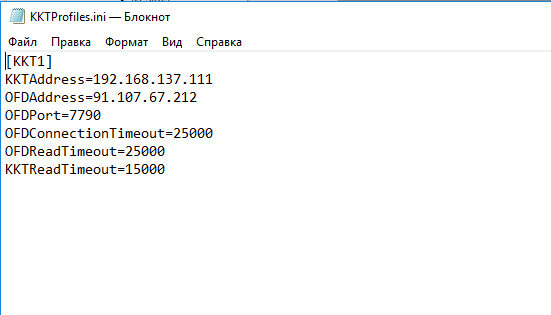 KKTProfiles.ini — Блокнот
Файл Правка Формат Вид Справка
[KKT1]
KKTAddress=192.168.137.111
OFDAddress=91.107.67.212
OFDPort=7790
OFDConnectionTimeout=25000
OFDReadTimeout=25000
KKTReadTimeout=15000